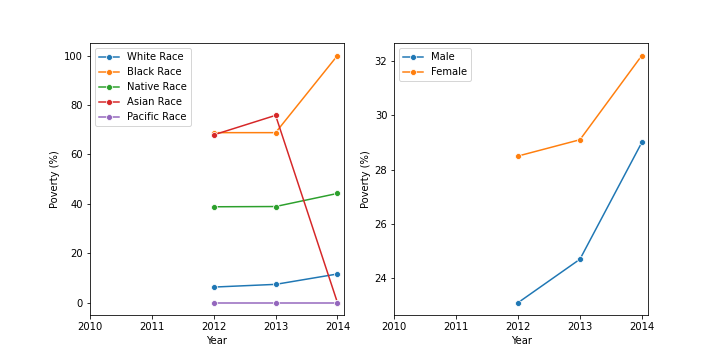 White Race
Black Race
Native Race
Asian Race
Pacific Race
100
80
60
40
20
0
Poverty (%)
2010 2011 2012 2013 2014
Year
Male
Female
32
30
28
26
24
Poverty (%)
2010 2011 2012 2013 2014
Year